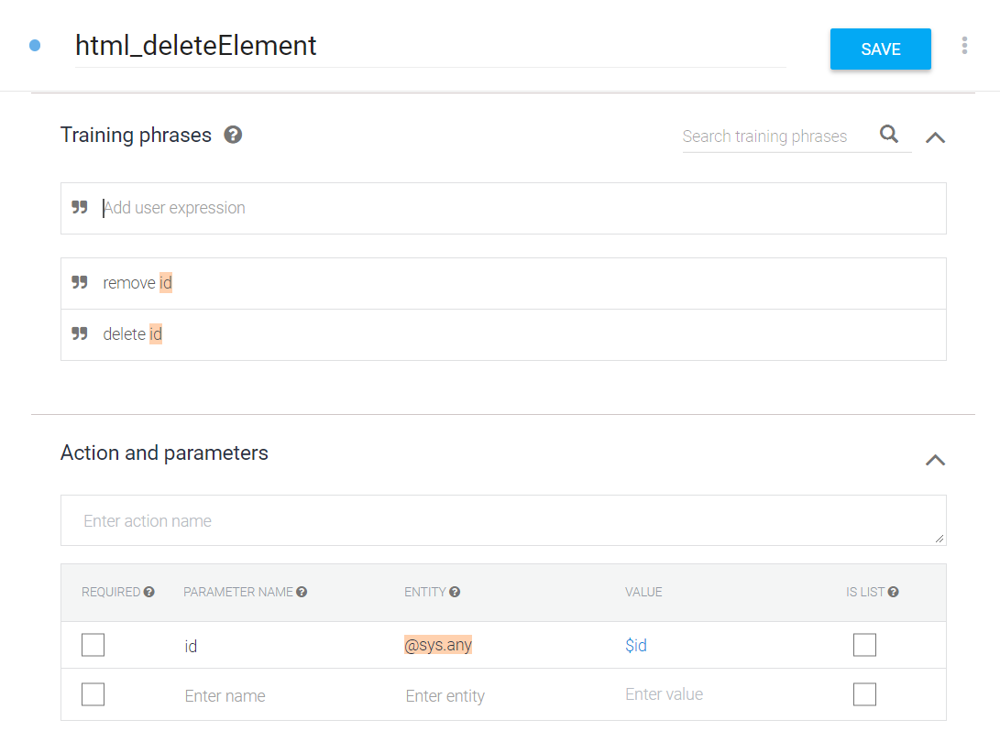 html_deleteElement
SAVE
Training phrases
Search training phrases
Add user expression
remove id
delete id
Action and parameters
Enter action name
REQUIRED PARAMETER NAME ENTITY VALUE IS LIST
id @sys.any $id
Enter name Enter entity Enter value